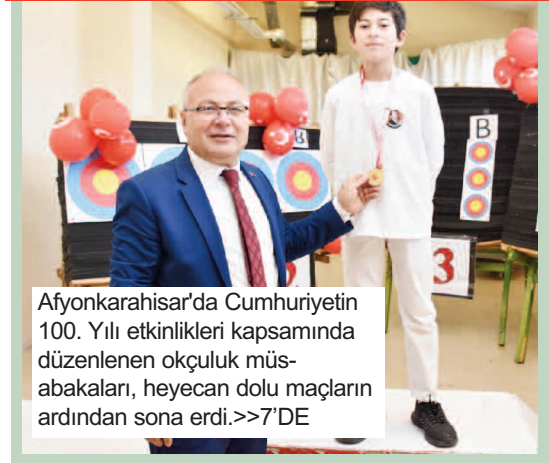 B
B
3
Afyonkarahisar'da Cumhuriyetin
100. Yılı etkinlikleri kapsamında
düzenlenen okçuluk müs-
abakaları, heyecan dolu maçların
ardından sona erdi.>>7'DE